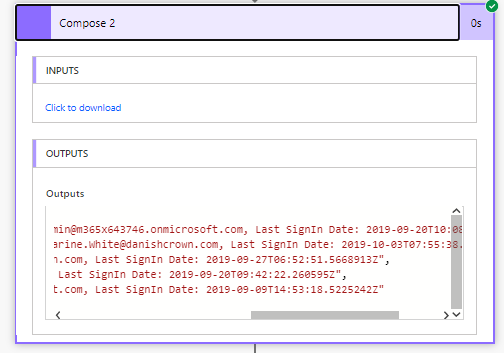 Compose 2
0s
INPUTS
Click to download
OUTPUTS
Outputs
min@m365x643746.onmicrosoft.com, Last SignIn Date: 2019-09-20T10:08
arine.White@danishcrown.com, Last SignIn Date: 2019-10-03T07:55:38.
n.com, Last SignIn Date: 2019-09-27T06:52:51.5668913Z",
Last SignIn Date: 2019-09-20T09:42:22.260595Z",
t.com, Last SignIn Date: 2019-09-09T14:53:18.5225242Z"